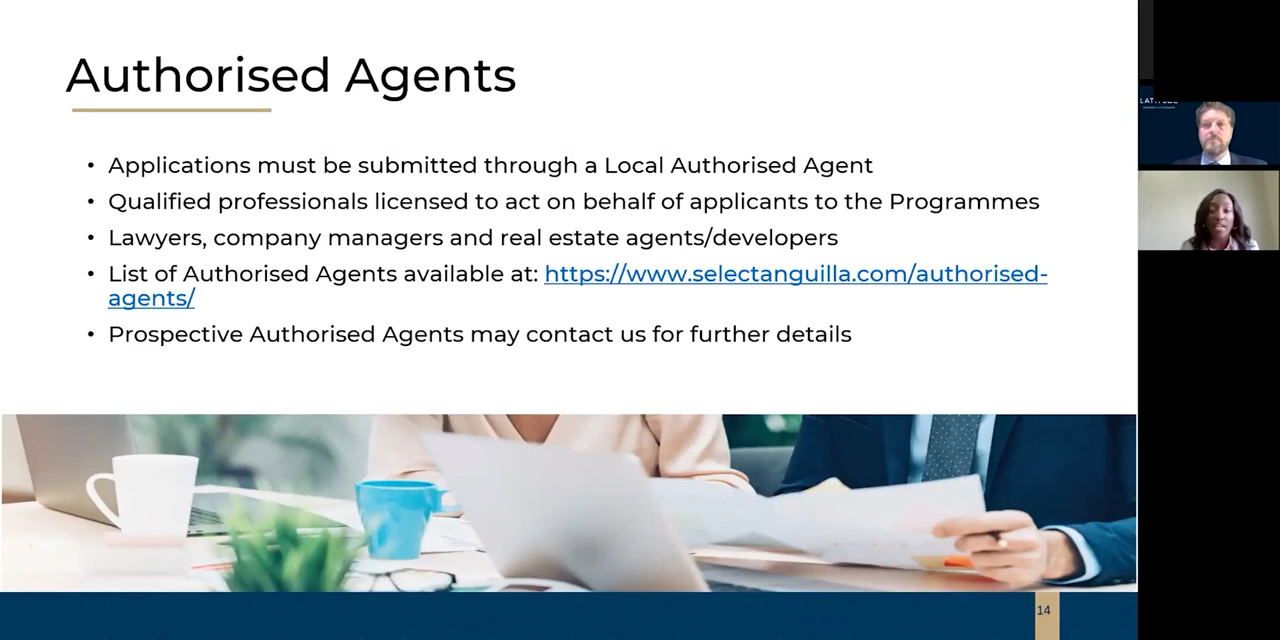 Authorised Agents
• Applications must be submitted through a Local Authorised Agent
• Qualified professionals licensed to act on behalf of applicants to the Programmes
• Lawyers, company managers and real estate agents/developers
• List of Authorised Agents available at: https://www.selectanguilla.com/authorised-
agents/
• Prospective Authorised Agents may contact us for further details
LATITUDE
14